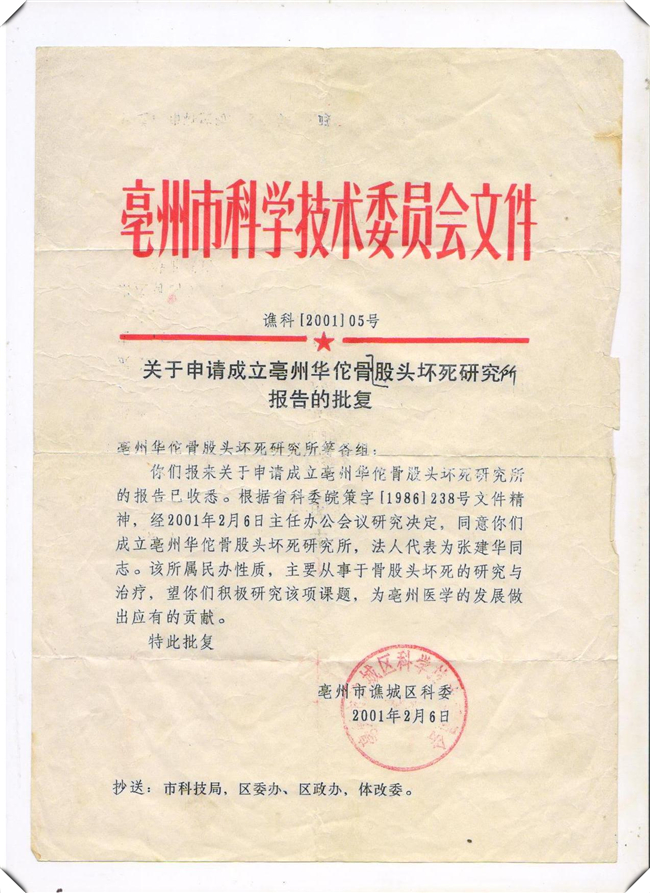 亳州市科学技术委员会文件
谯科[2001]05号
关于申请成立亳州华佗骨股头坏死研究所
报告的批复
亳州华佗骨股头坏死研究所筹备组:
你们报来关于申请成立亳州华佗骨股头坏死研究所
的报告已收悉。根据省科委皖策字[1986]238号文件精
神,经2001年2月6日主任办公会议研究决定,同意你们
成立亳州华佗骨股头坏死研究所,法人代表为张建华同
志。该所属民办性质,主要从事于骨股头坏死的研究与
治疗,望你们积极研究该项课题,为亳州医学的发展做
出应有的贡献。
特此批复
城区科学
亳州市谯城区科委
2001年2月6日
抄送:市科技局,区委办、区政办,体改委。